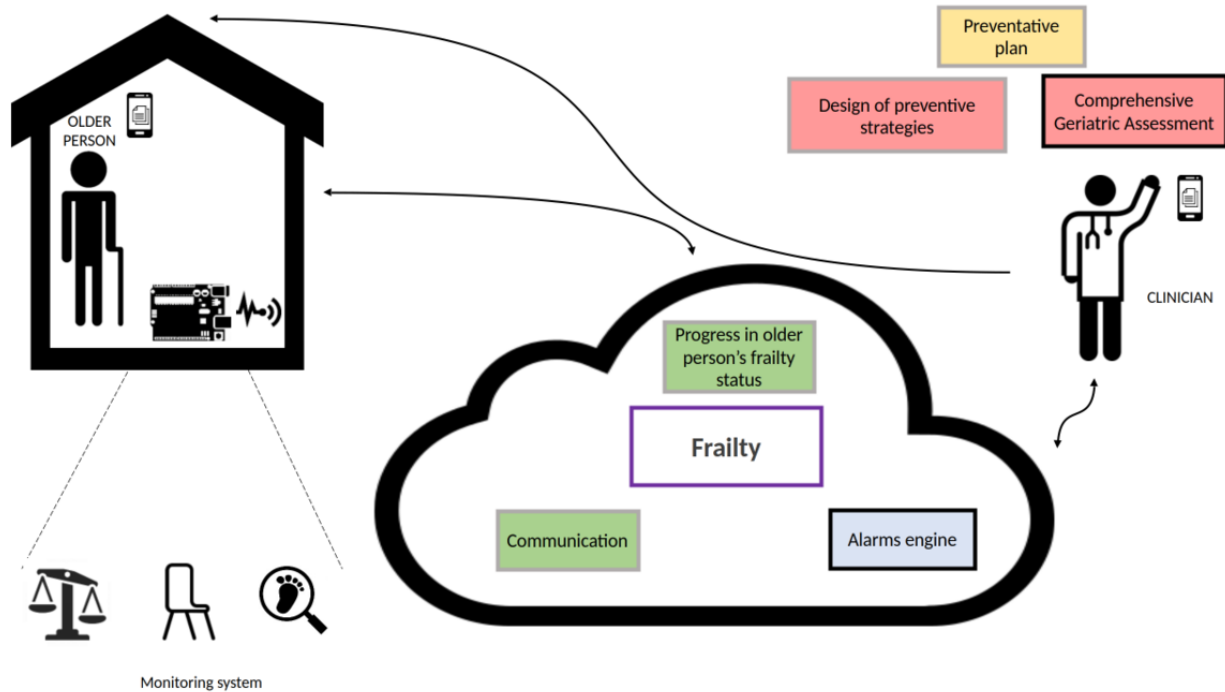 Preventative
plan
Design of preventive
strategies
Comprehensive
Geriatric Assessment
OLDER
PERSON
CLINICIAN
Progress in older
person's frailty
status
Frailty
Communication
Alarms engine
Monitoring system